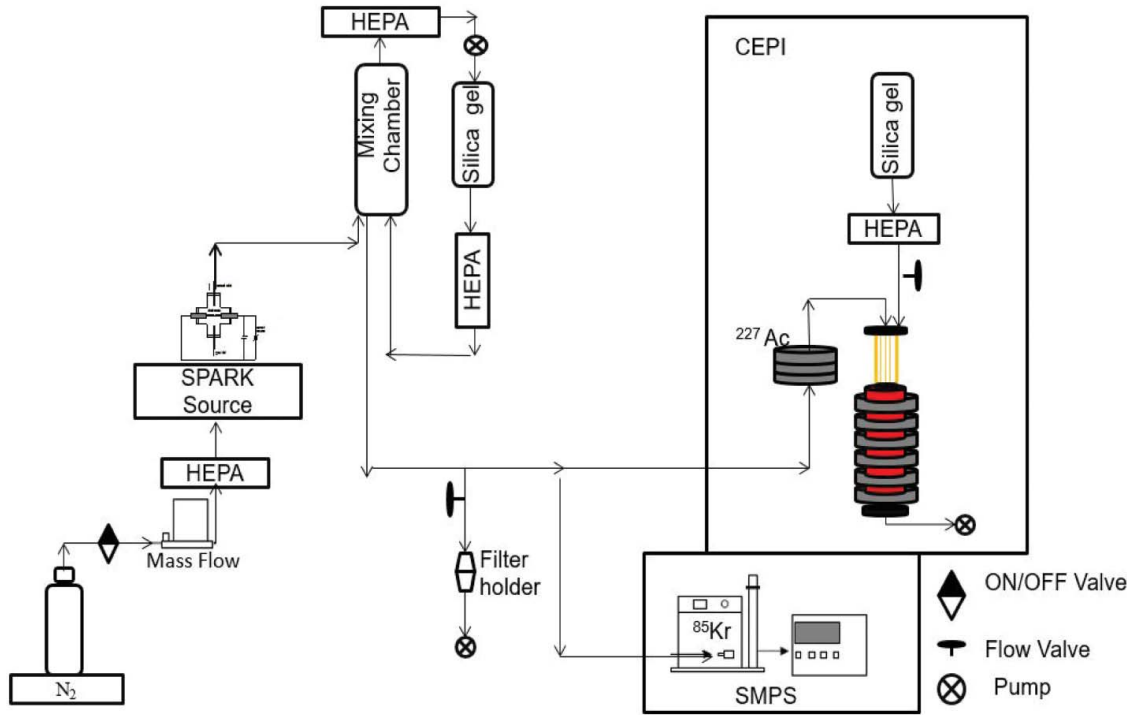 HEPA
CEPI
Mixing
Chamber
Silica gel
Silica gel
HEPA
HEPA
²²⁷Ac
SPARK
Source
HEPA
Mass Flow
Filter
holder
N₂
⁸⁵Kr
SMPS
ON/OFF Valve
Flow Valve
Pump